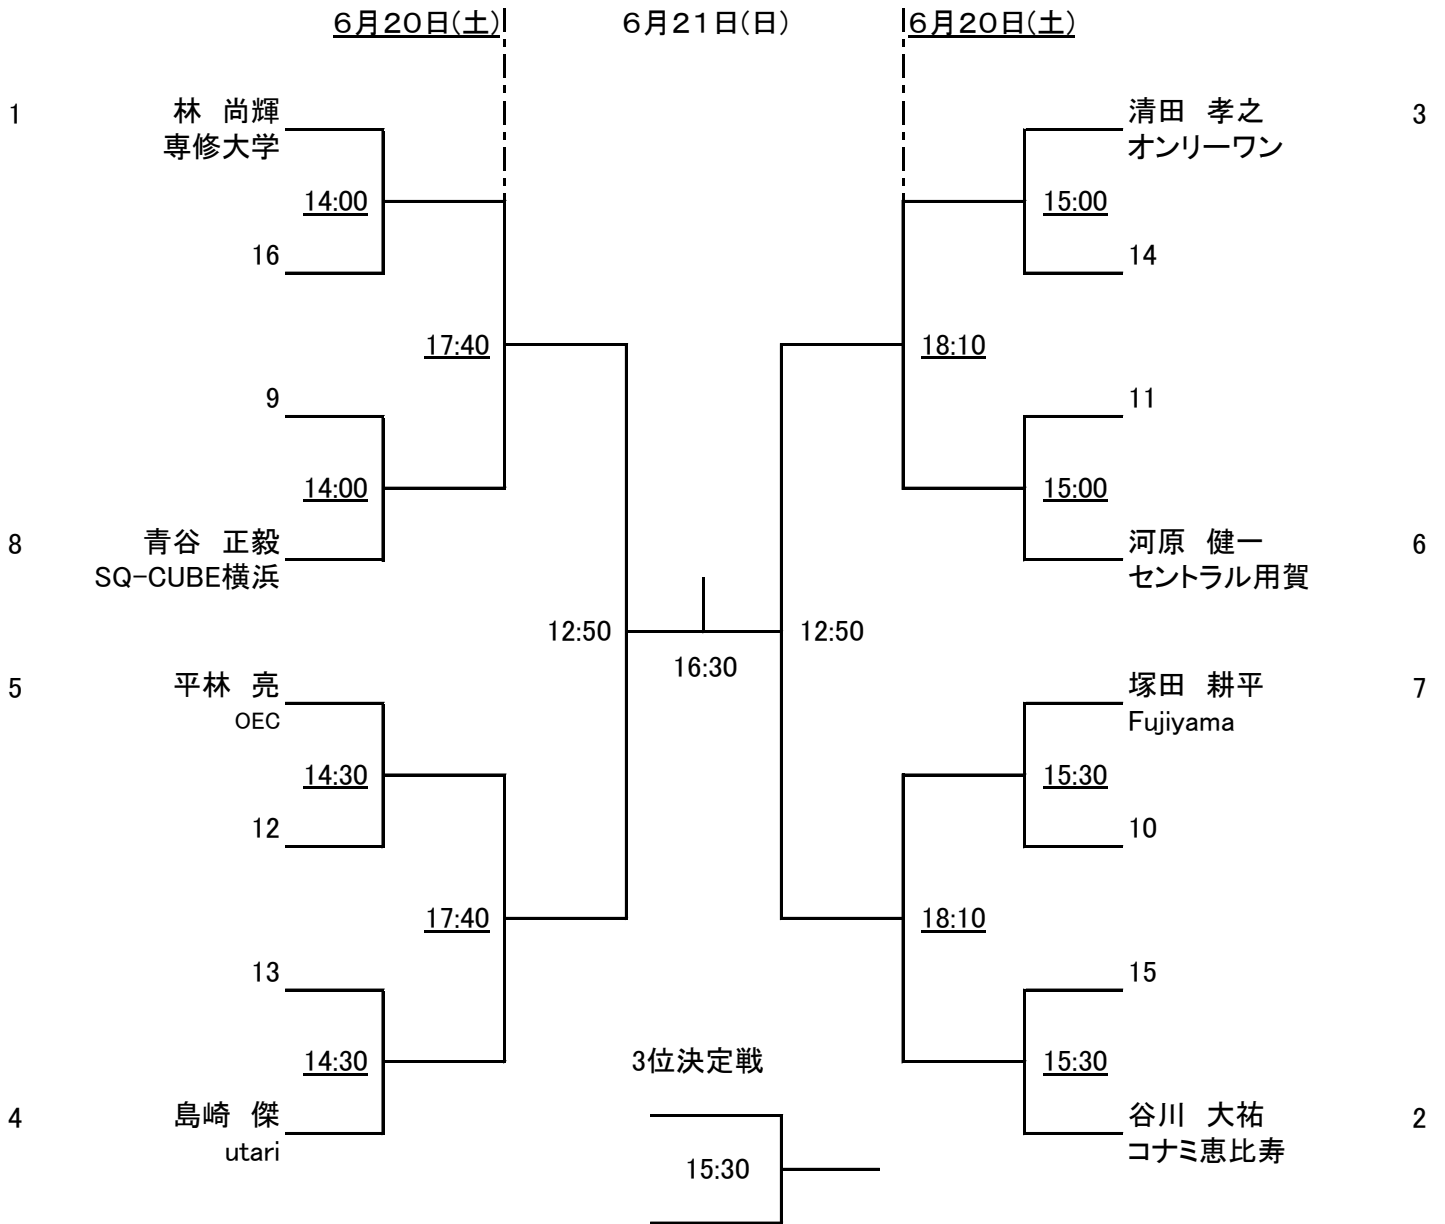 6月20日(土)
6月21日(日)
6月20日(土)
1
林 尚輝
専修大学
14:00
16
17:40
9
14:00
8
青谷 正毅
SQ-CUBE横浜
12:50
5
平林 亮
OEC
14:30
12
17:40
13
14:30
4
島崎 傑
utari
16:30
3位決定戦
15:30
清田 孝之
オンリーワン
3
15:00
14
18:10
11
15:00
河原 健一
セントラル用賀
6
12:50
塚田 耕平
Fujiyama
7
15:30
10
18:10
15
15:30
谷川 大祐
コナミ恵比寿
2